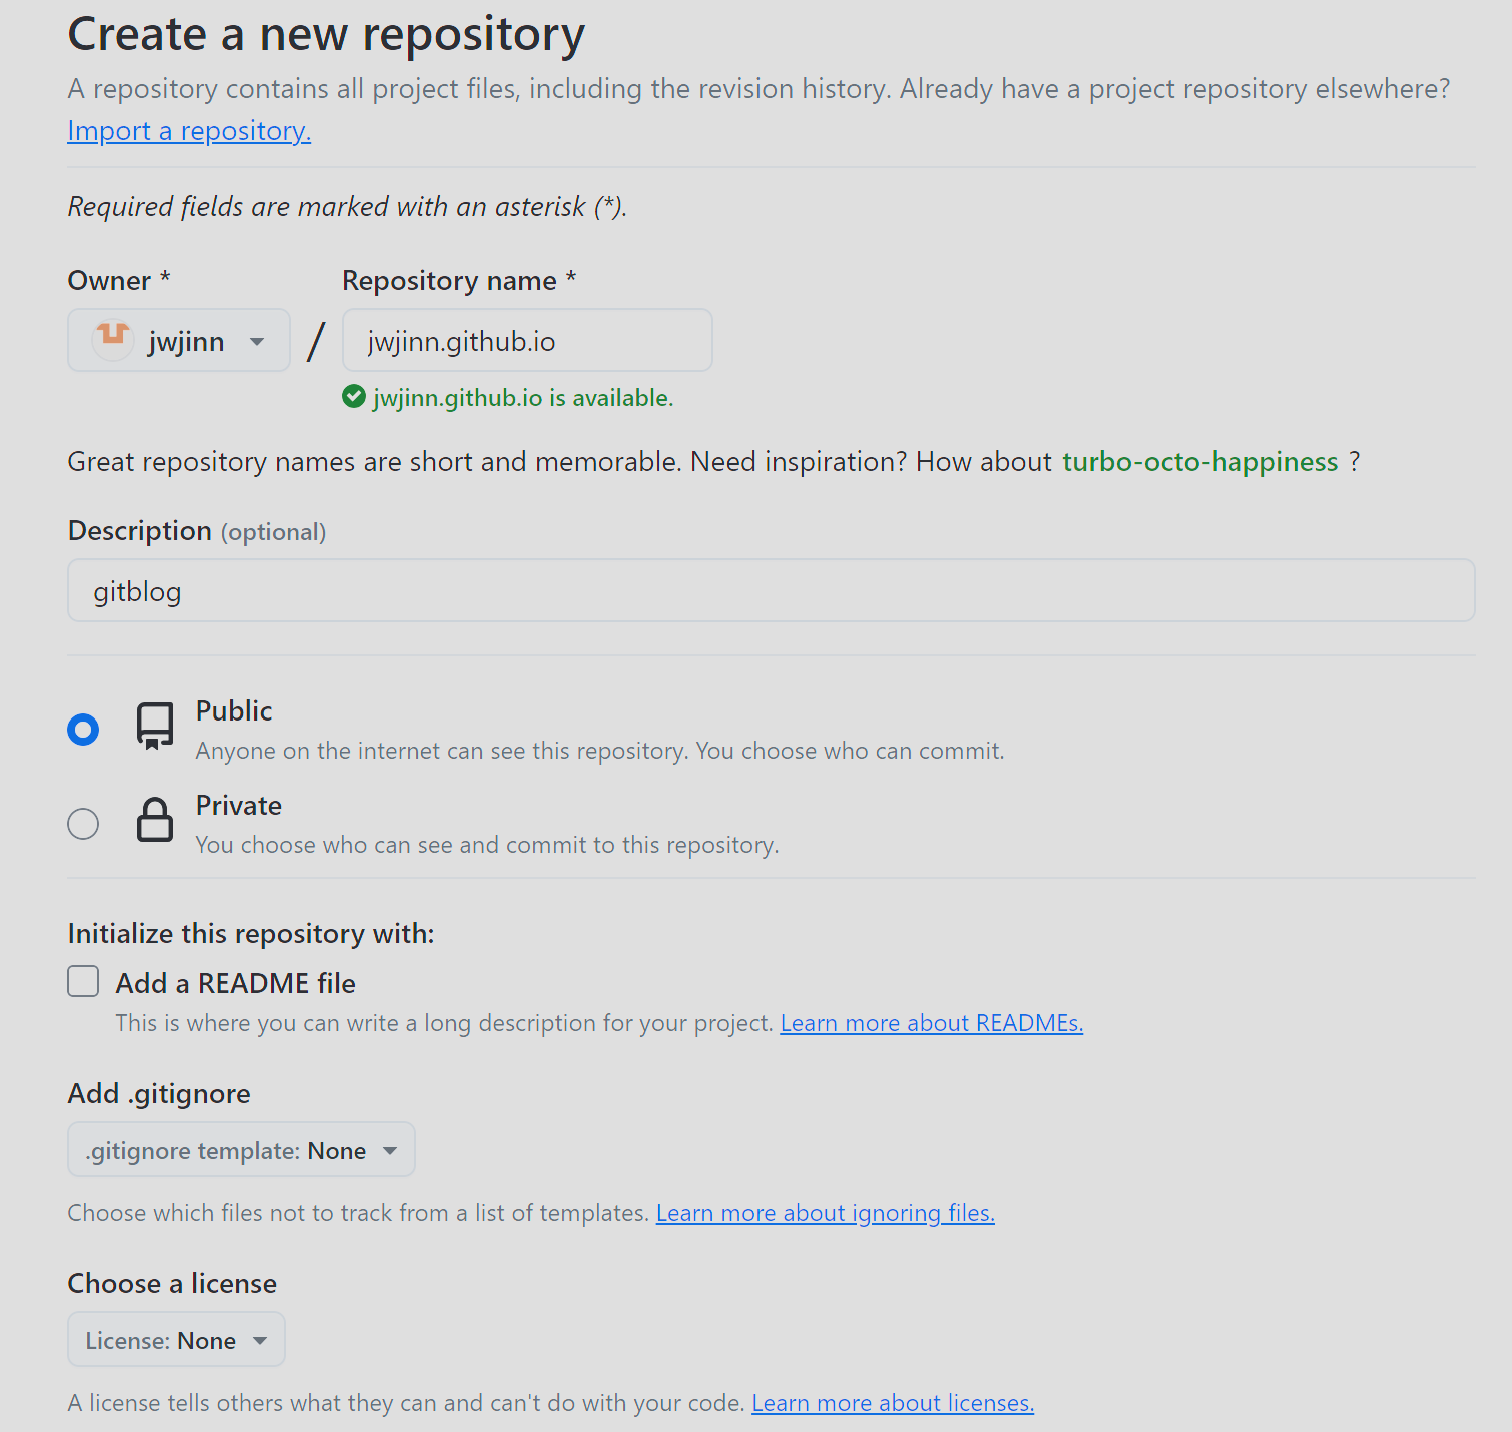 Create a new repository
A repository contains all project files, including the revision history. Already have a project repository elsewhere?
Import a repository.
Required fields are marked with an asterisk (*).
Owner * Repository name *
jwjinn / jwjinn.github.io
jwjinn.github.io is available.
Great repository names are short and memorable. Need inspiration? How about turbo-octo-happiness ?
Description (optional)
gitblog
Public
Anyone on the internet can see this repository. You choose who can commit.
Private
You choose who can see and commit to this repository.
Initialize this repository with:
Add a README file
This is where you can write a long description for your project. Learn more about READMEs.
Add .gitignore
.gitignore template: None
Choose which files not to track from a list of templates. Learn more about ignoring files.
Choose a license
License: None
A license tells others what they can and can't do with your code. Learn more about licenses.